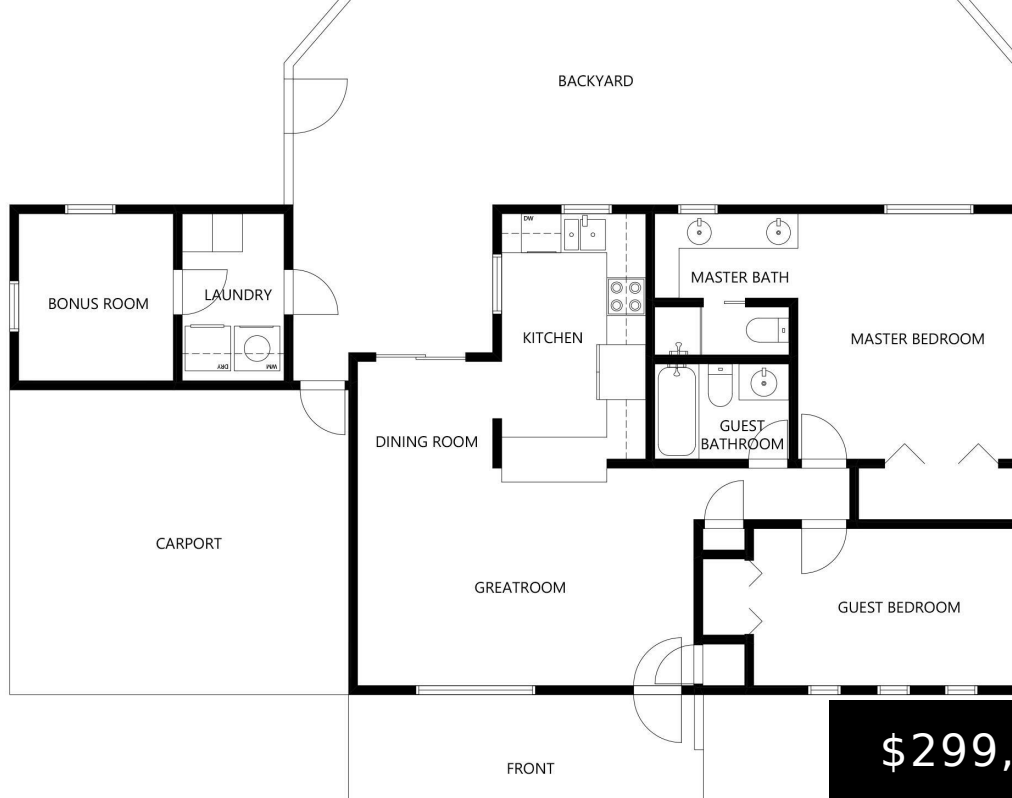 BACKYARD
DW
MASTER BATH
LAUNDRY
BONUS ROOM
KITCHEN
MASTER BEDROOM
DRY
WM
GUEST
BATHROOM
DINING ROOM
CARPORT
GREATROOM
GUEST BEDROOM
$299,
FRONT